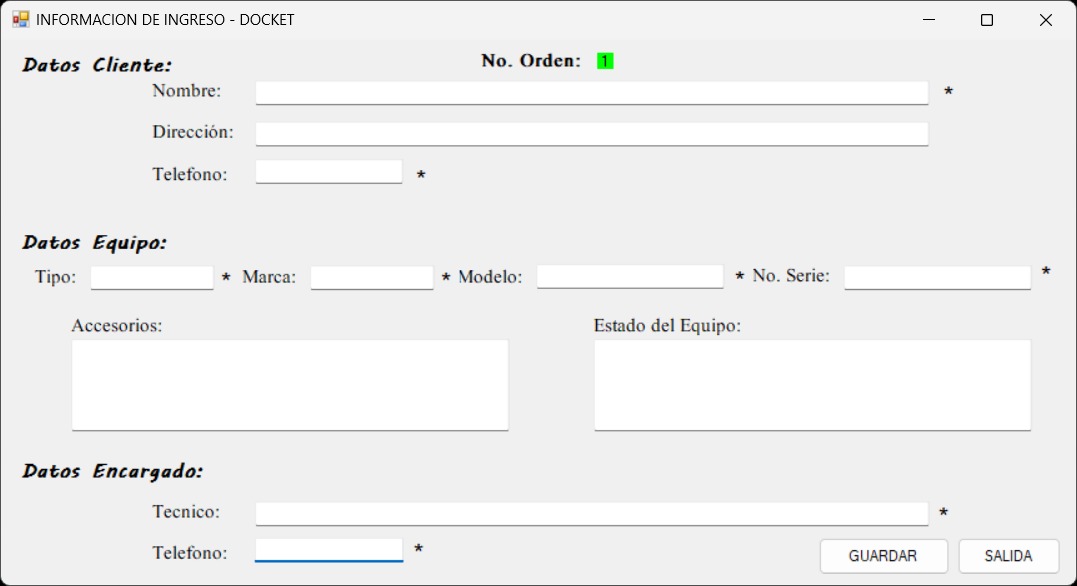 INFORMACION DE INGRESO - DOCKET
Datos Cliente:
No. Orden: 1
Nombre: *
Dirección:
Telefono: *
Datos Equipo:
Tipo: * Marca: * Modelo: * No. Serie: *
Accesorios:
Estado del Equipo:
Datos Encargado:
Tecnico: *
Telefono: *
GUARDAR
SALIDA